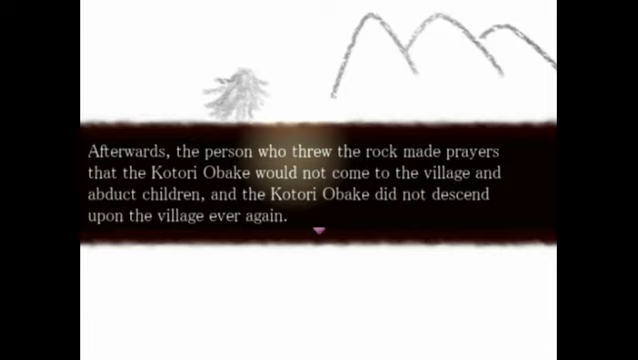 Afterwards, the person who threw the rock made prayers
that the Kotori Obake would not come to the village and
abduct children, and the Kotori Obake did not descend
upon the village ever again.